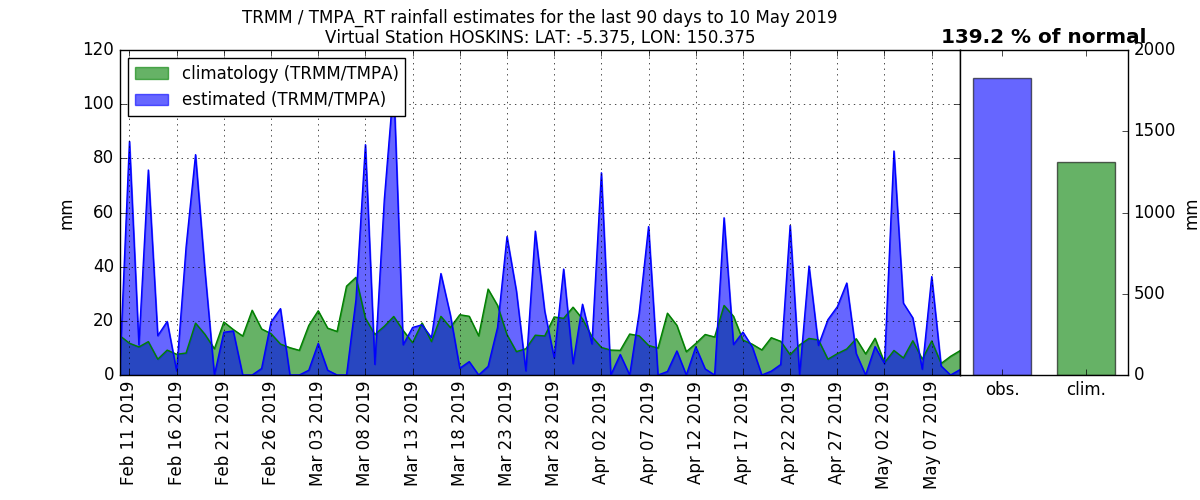 TRMM / TMPA_RT rainfall estimates for the last 90 days to 10 May 2019
Virtual Station HOSKINS: LAT: -5.375, LON: 150.375
139.2 % of normal
climatology (TRMM/TMPA)
estimated (TRMM/TMPA)
mm
120
100
80
60
40
20
0
Feb 11 2019
Feb 16 2019
Feb 21 2019
Feb 26 2019
Mar 03 2019
Mar 08 2019
Mar 13 2019
Mar 18 2019
Mar 23 2019
Mar 28 2019
Apr 02 2019
Apr 07 2019
Apr 12 2019
Apr 17 2019
Apr 22 2019
Apr 27 2019
May 02 2019
May 07 2019
2000
1500
1000
500
0
mm
obs.
clim.